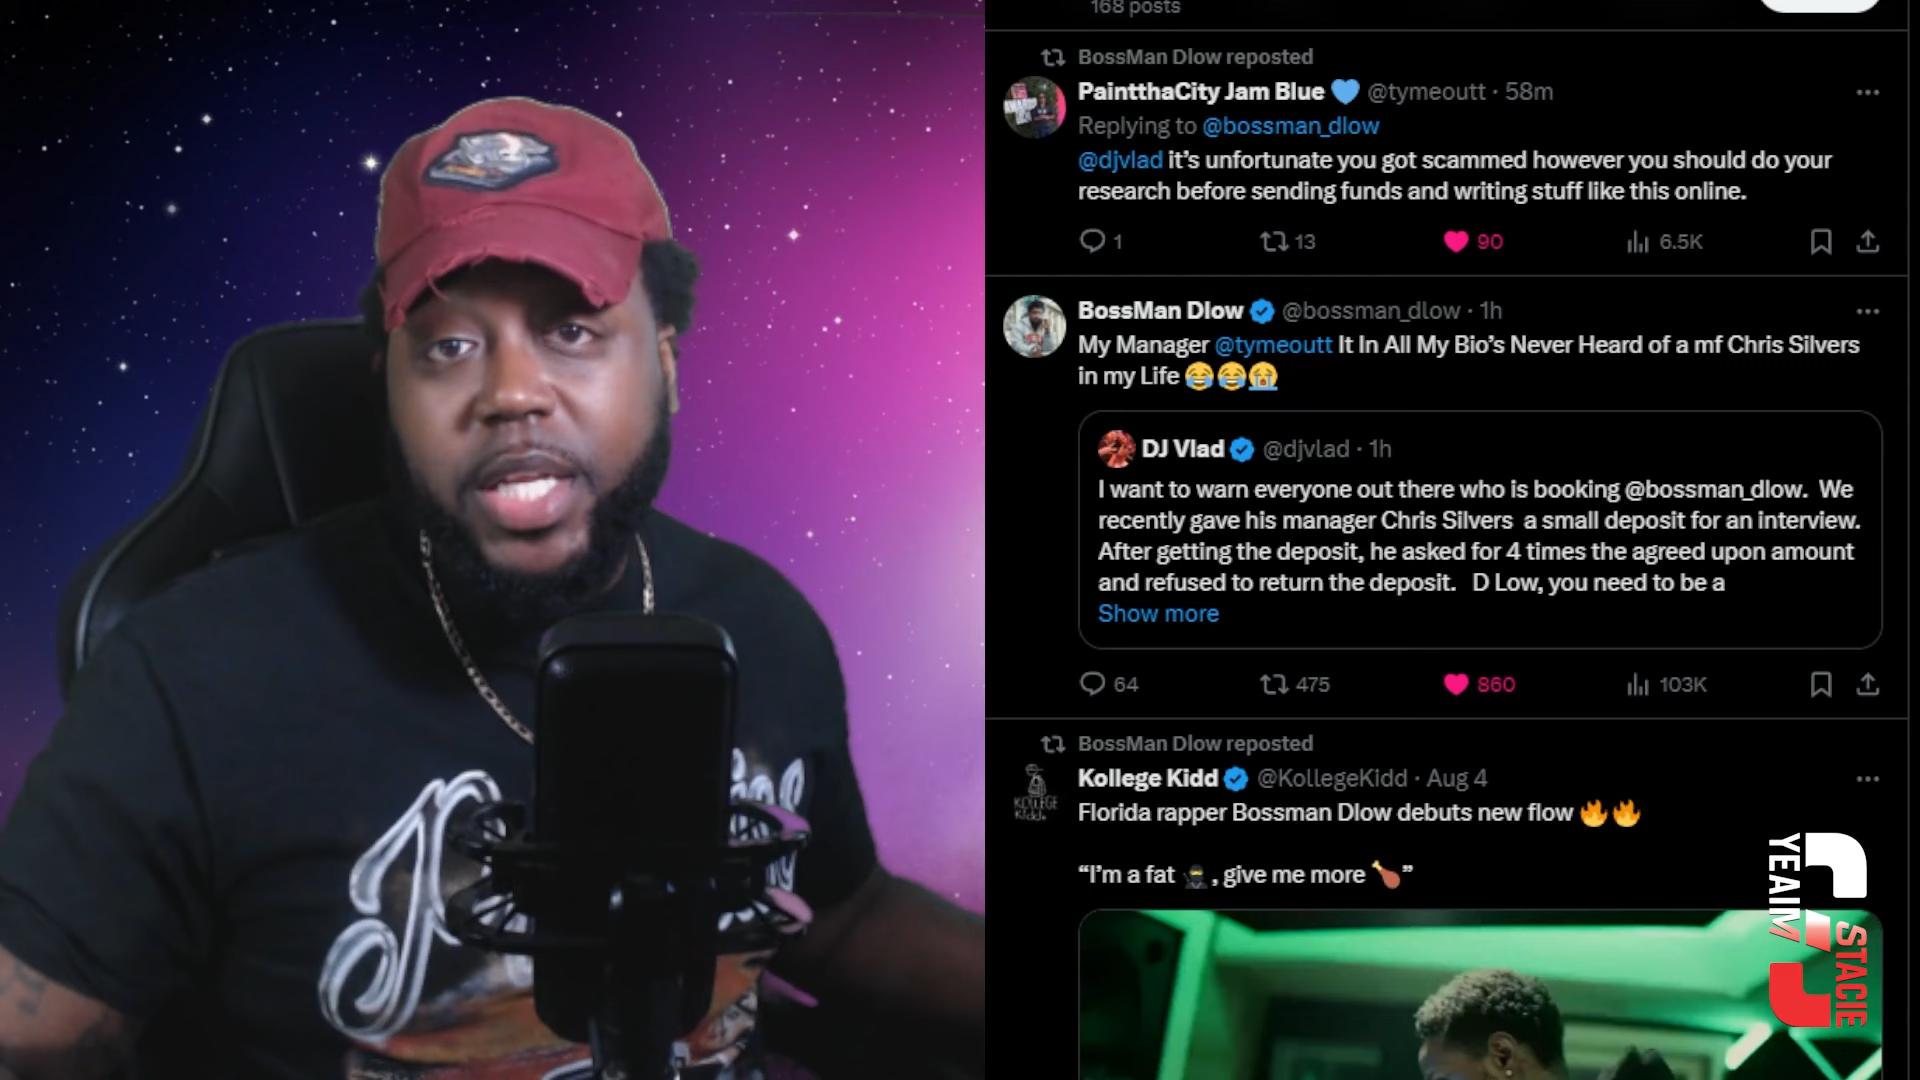 168 posts
BossMan Dlow reposted
PaintthaCity Jam Blue 💙 @tymeoutt · 58m
Replying to @bossman_dlow
@djvlad it’s unfortunate you got scammed however you should do your
research before sending funds and writing stuff like this online.
1 13 90 6.5K
BossMan Dlow @bossman_dlow · 1h
My Manager @tymeoutt It In All My Bio’s Never Heard of a mf Chris Silvers
in my Life 😂😂😭
DJ Vlad @djvlad · 1h
I want to warn everyone out there who is booking @bossman_dlow. We
recently gave his manager Chris Silvers a small deposit for an interview.
After getting the deposit, he asked for 4 times the agreed upon amount
and refused to return the deposit. D Low, you need to be a
Show more
64 475 860 103K
BossMan Dlow reposted
Kollege Kidd @KollegeKidd · Aug 4
KOLLEGE
Kidd
Florida rapper Bossman Dlow debuts new flow 🔥🔥
“I’m a fat 🥷, give me more 🍗”
YEAIM
STACIE